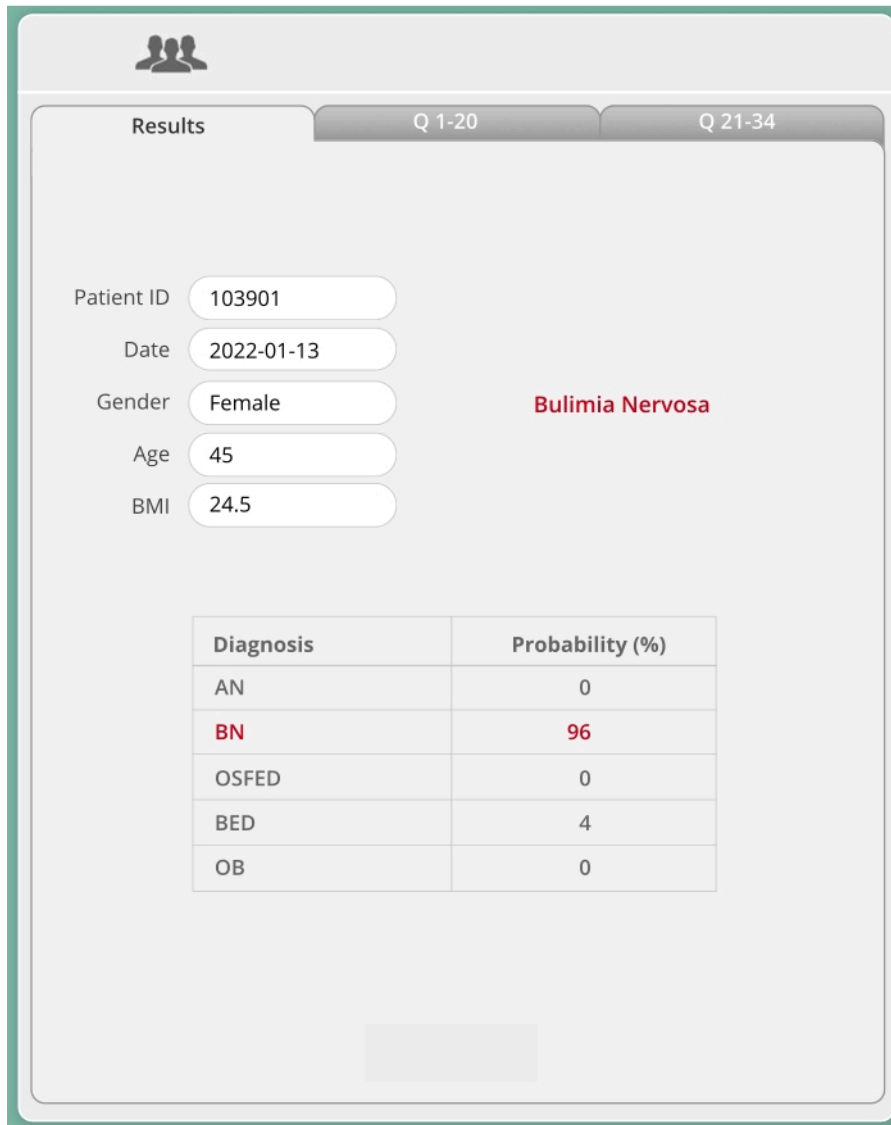 Results Q 1-20 Q 21-34
Patient ID 103901
Date 2022-01-13
Gender Female
Bulimia Nervosa
Age 45
BMI 24.5
Diagnosis Probability (%)
AN 0
BN 96
OSFED 0
BED 4
OB 0